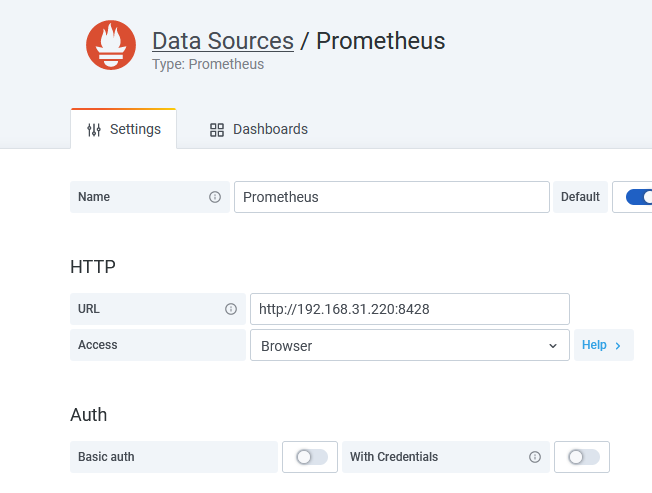 Data Sources / Prometheus
Type: Prometheus
Settings
Dashboards
Name
Prometheus
Default
HTTP
URL
http://192.168.31.220:8428
Access
Browser
Help
Auth
Basic auth
With Credentials